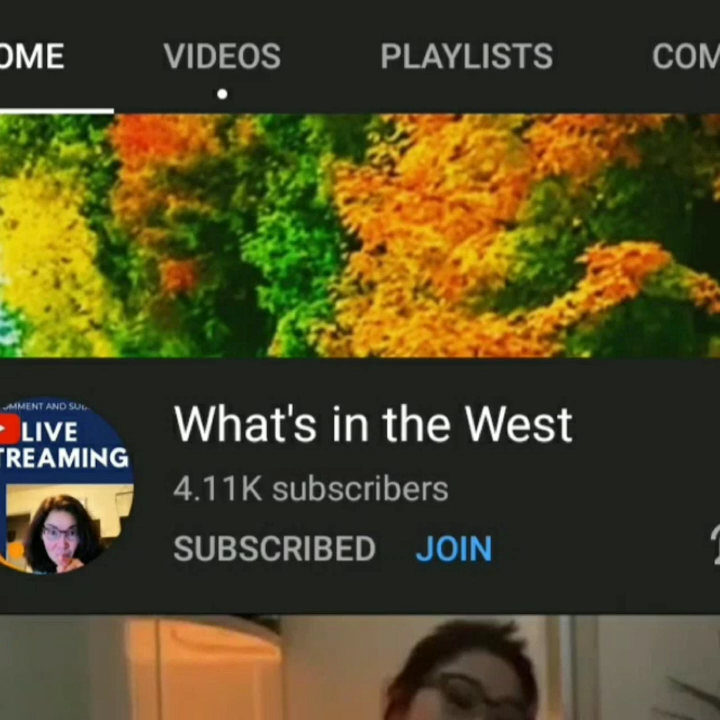 OME VIDEOS PLAYLISTS COM
OMMENT AND SU
LIVE
TREAMING
What's in the West
4.11K subscribers
SUBSCRIBED JOIN